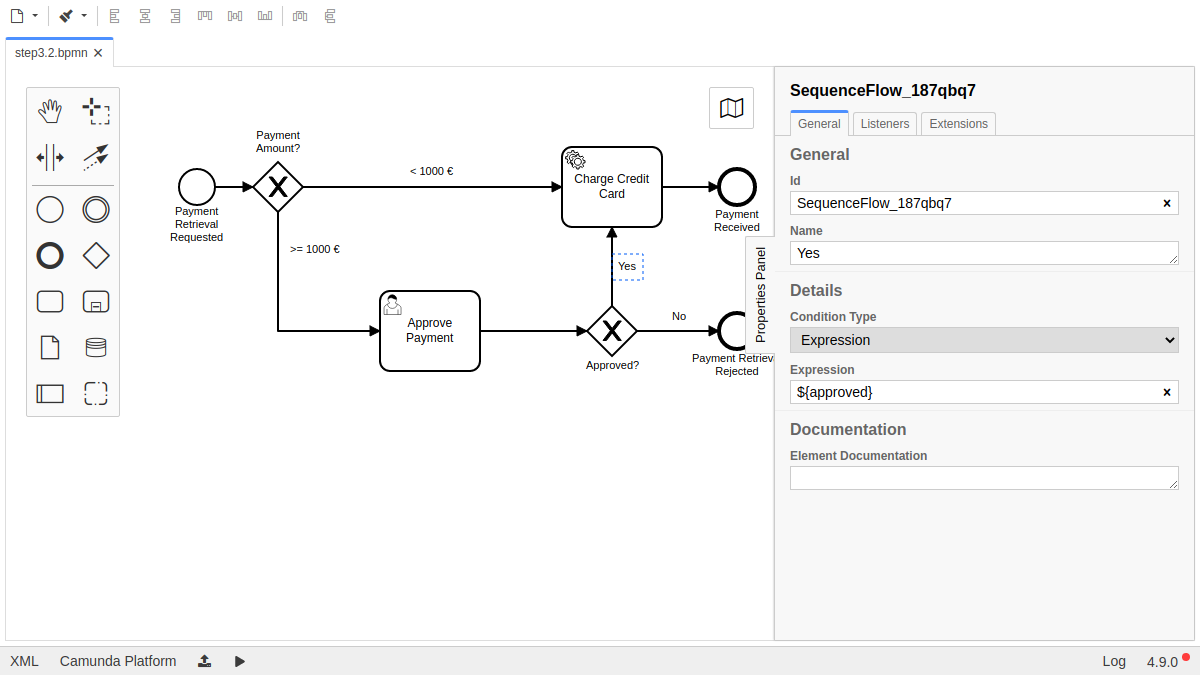 step3.2.bpmn
Payment
Amount?
< 1000 €
Payment
Retrieval
Requested
>= 1000 €
Charge Credit
Card
Payment
Received
Yes
Approve
Payment
Approved?
No
Payment Retriev
Rejected
Properties Panel
SequenceFlow_187qbq7
General
Listeners
Extensions
General
Id
SequenceFlow_187qbq7
Name
Yes
Details
Condition Type
Expression
Expression
${approved}
Documentation
Element Documentation
XML
Camunda Platform
Log
4.9.0